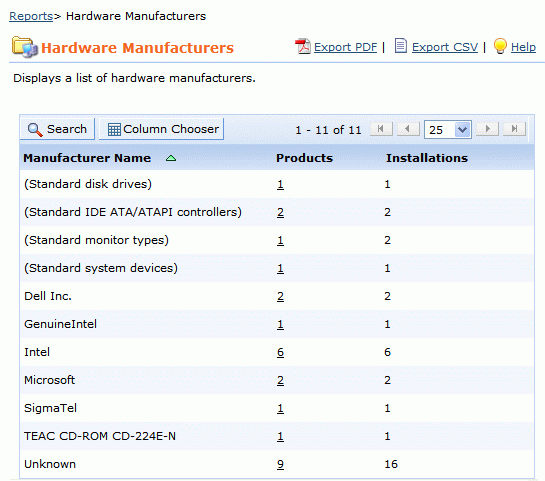 Reports> Hardware Manufacturers
Hardware Manufacturers Export PDF | Export CSV | Help
Displays a list of hardware manufacturers.
Search Column Chooser 1 - 11 of 11 25
Manufacturer Name Products Installations
(Standard disk drives) 1 1
(Standard IDE ATA/ATAPI controllers) 2 2
(Standard monitor types) 1 2
(Standard system devices) 1 1
Dell Inc. 2 2
GenuineIntel 1 1
Intel 6 6
Microsoft 2 2
SigmaTel 1 1
TEAC CD-ROM CD-224E-N 1 1
Unknown 9 16